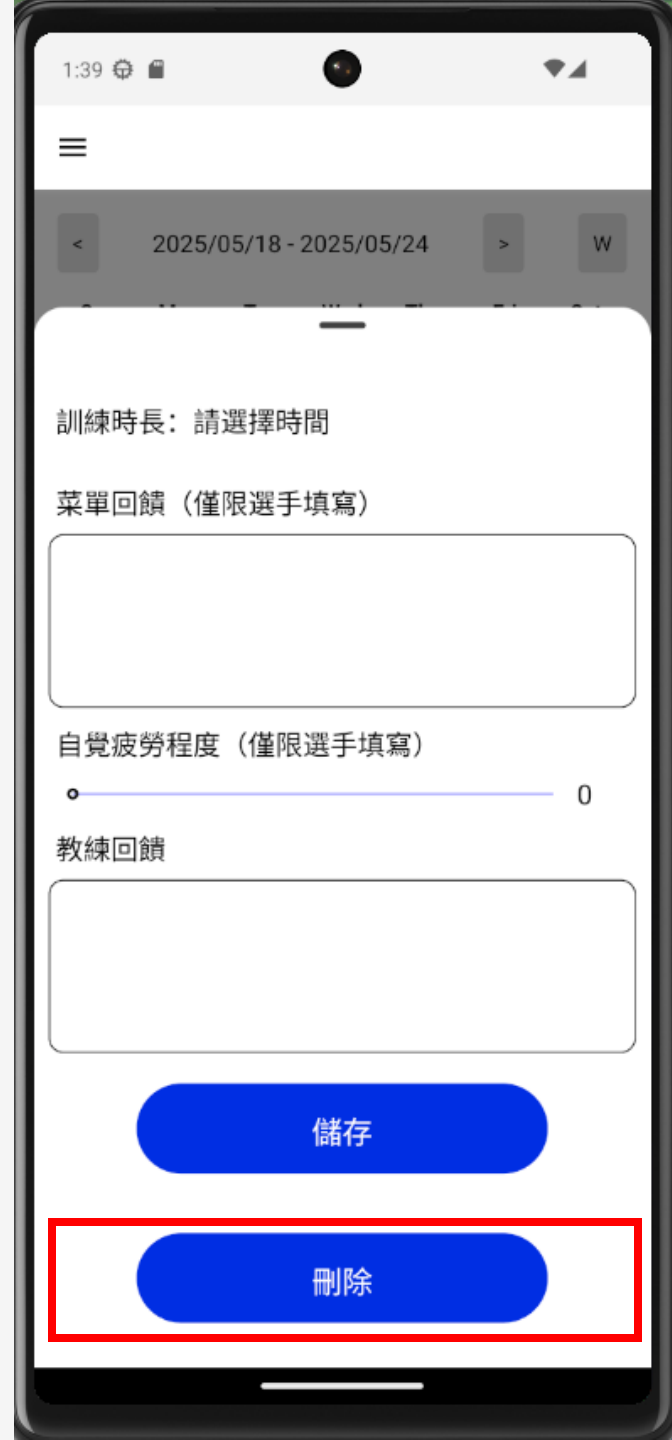 1:39
< 2025/05/18 - 2025/05/24 > W
訓練時長：請選擇時間
菜單回饋（僅限選手填寫）
自覺疲勞程度（僅限選手填寫）
0
教練回饋
儲存
刪除